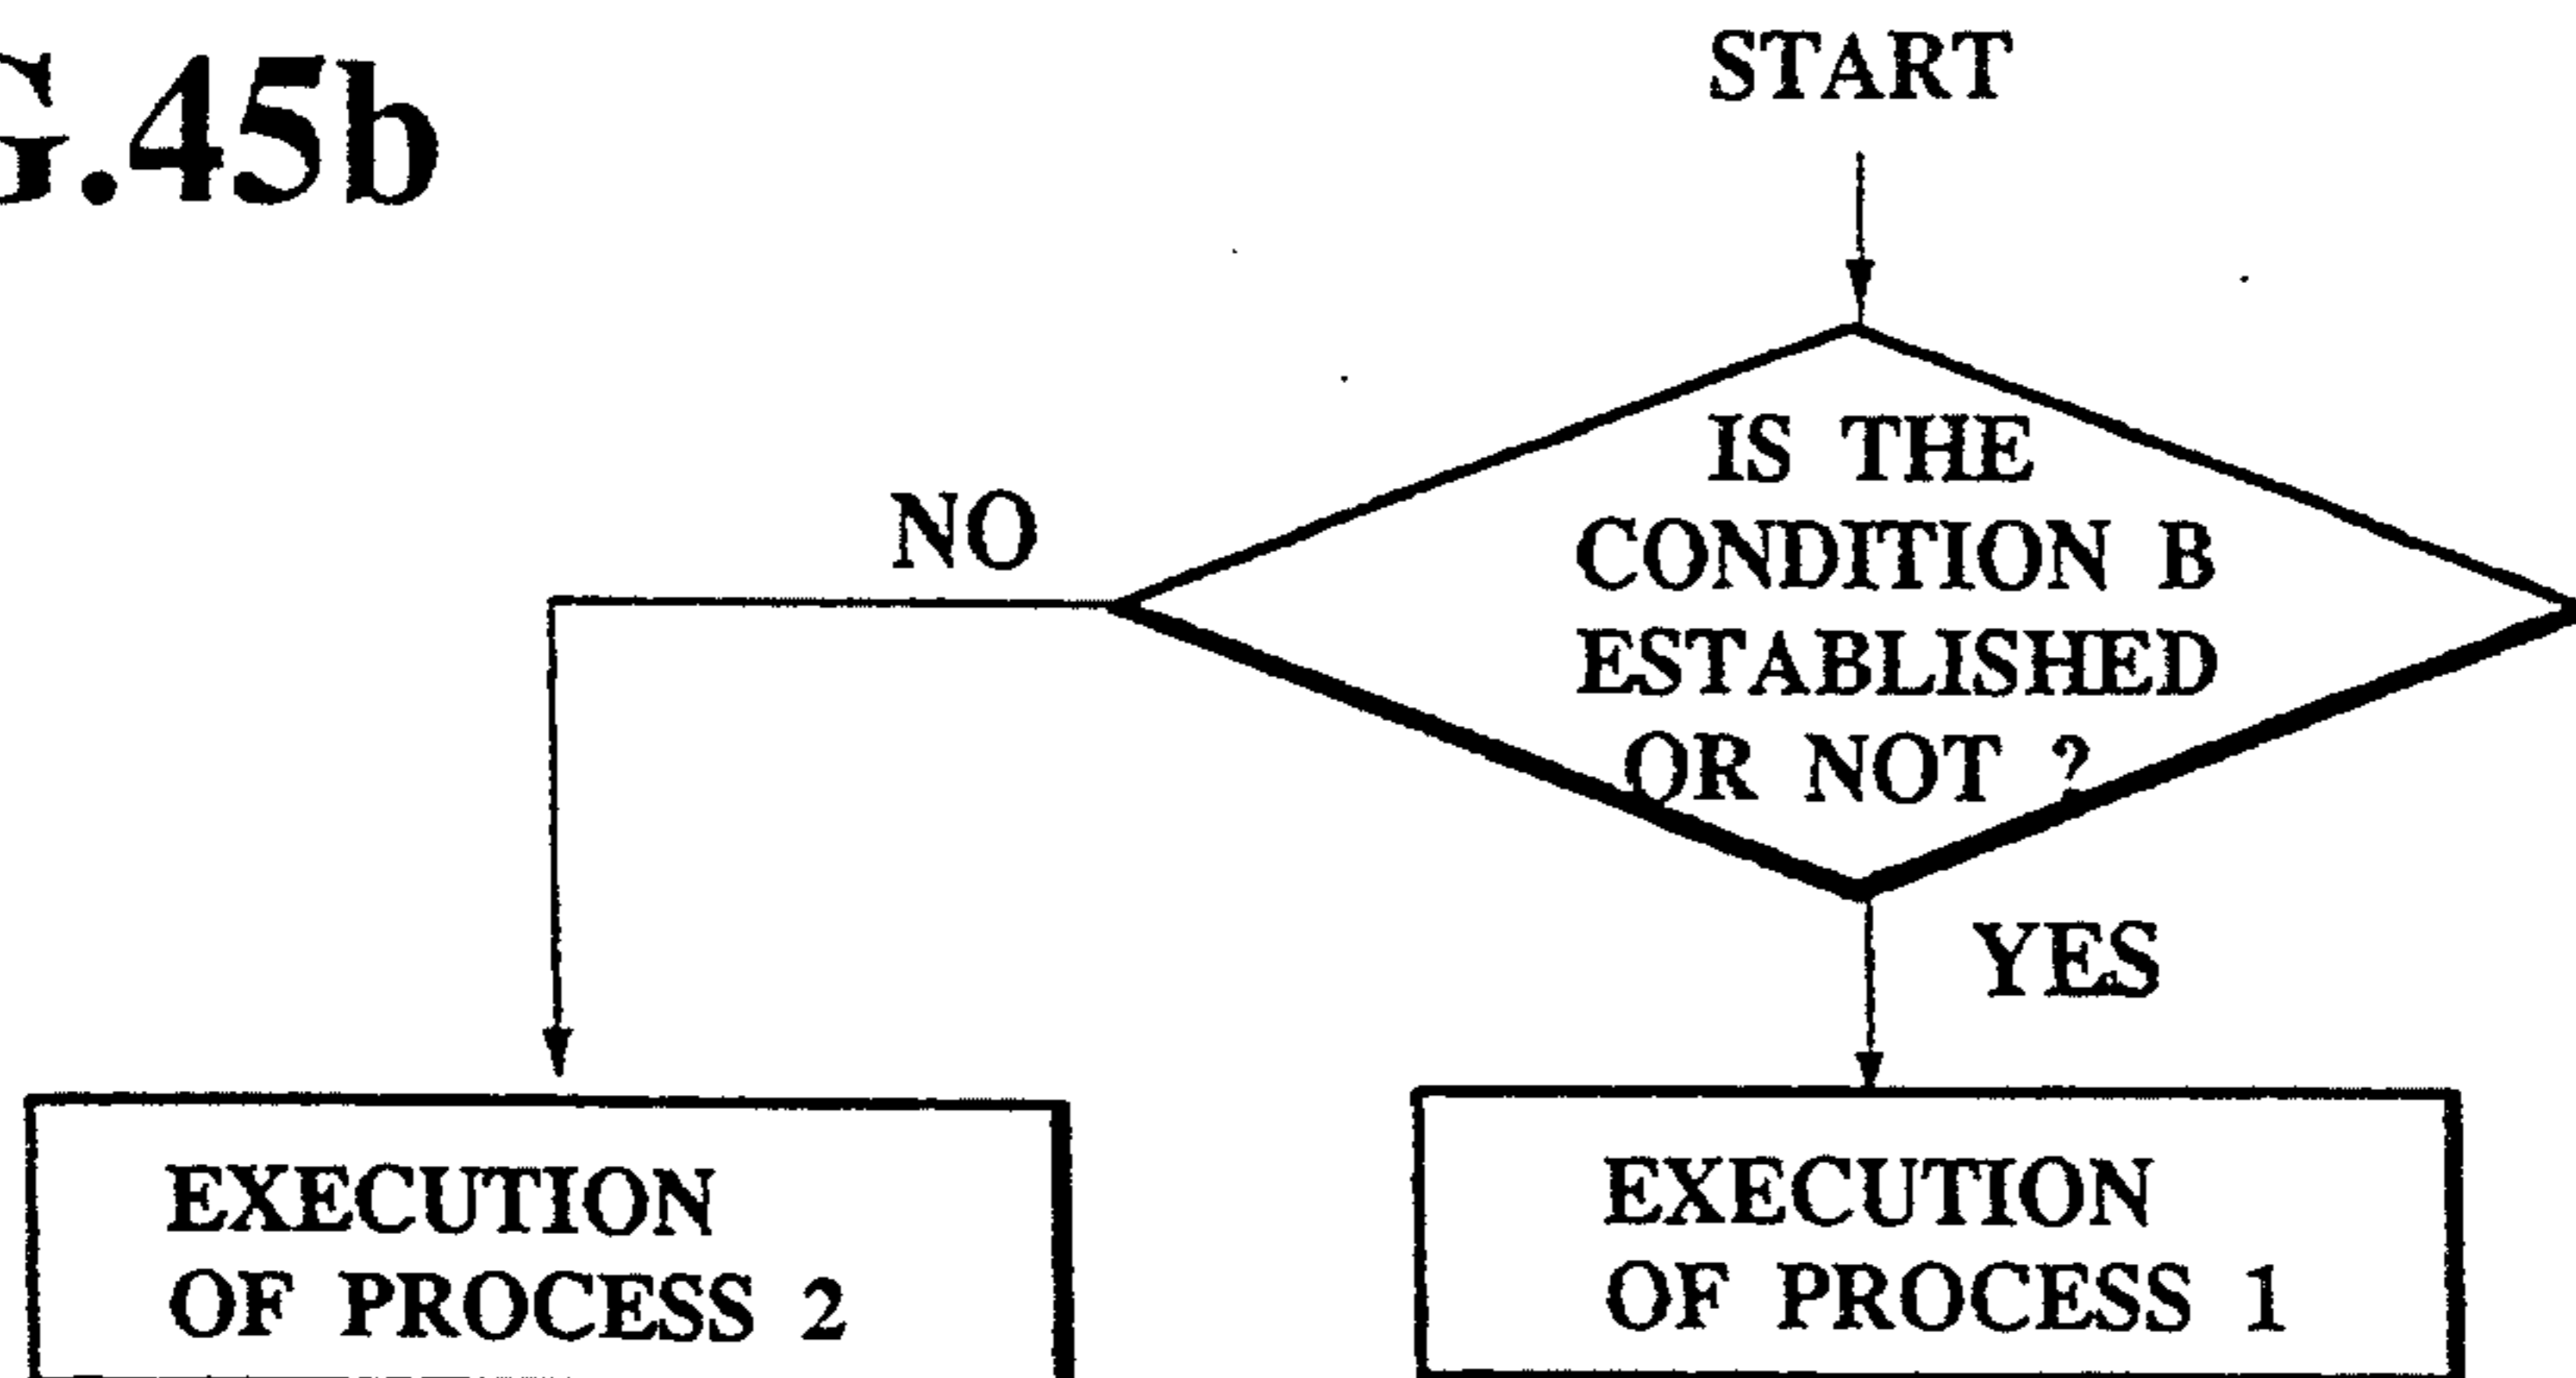 G.45b
START
IS THE
CONDITION B
ESTABLISHED
OR NOT ?
NO
YES
EXECUTION
OF PROCESS 2
EXECUTION
OF PROCESS 1